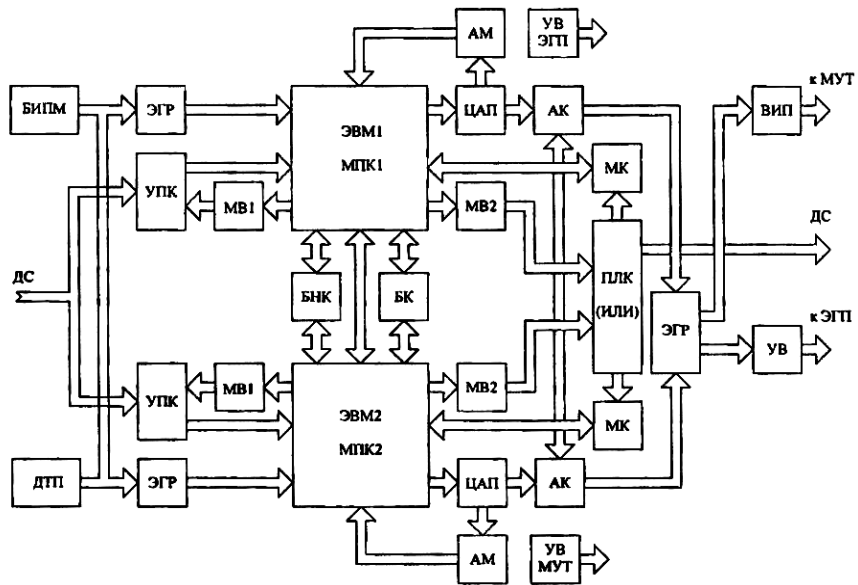 АМ
УВ
ЭГП
к МУТ
БИПМ
ЭГР
ЭВМ1
МПК1
ЦАП
АК
ВИП
УПК
МВ1
МВ2
МК
ДС
ДС
БНК
БК
ПЛК
(ИЛИ)
ЭГР
к ЭГП
УВ
УПК
МВ1
ЭВМ2
МПК2
МВ2
МК
ДТП
ЭГР
ЦАП
АК
АМ
УВ
МУТ